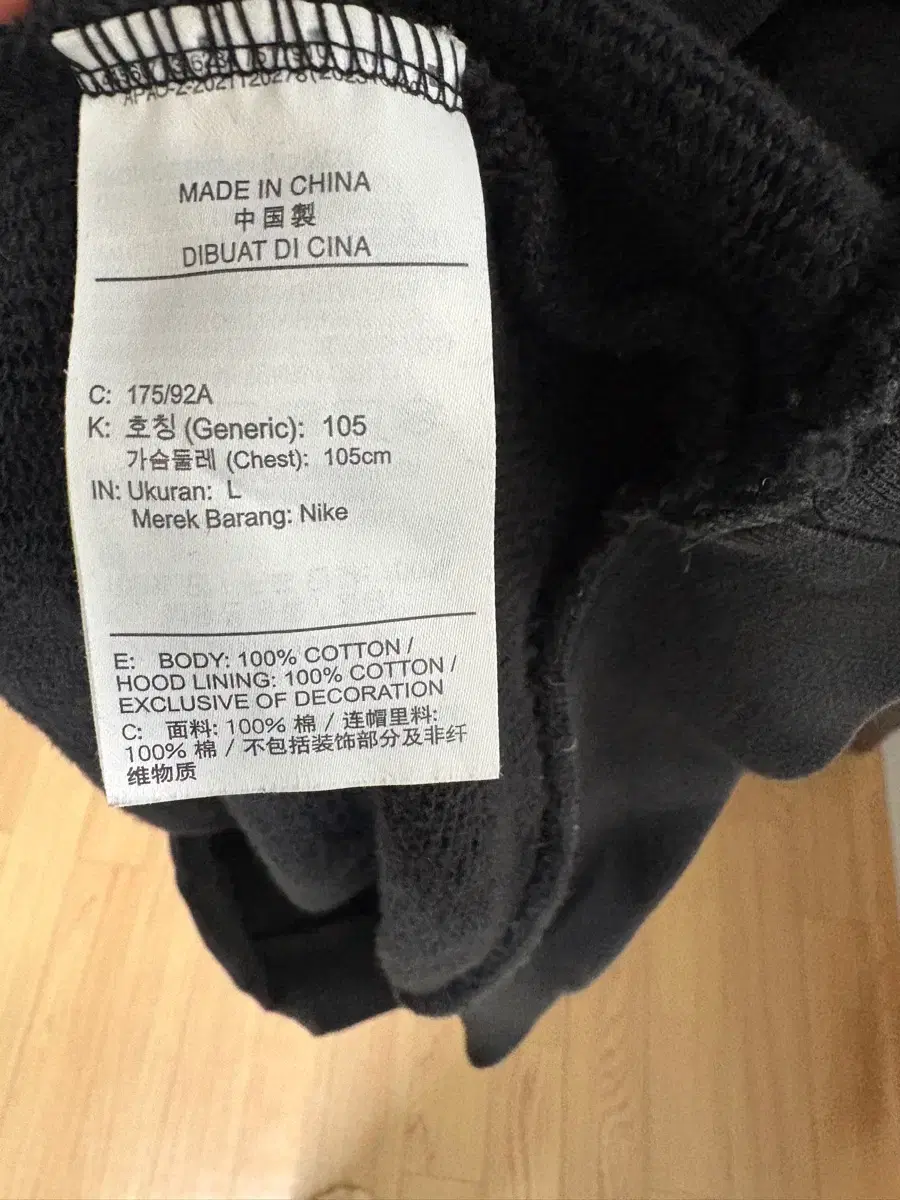 MADE IN CHINA
中国製
DIBUAT DI CINA
C: 175/92A
K: 호칭 (Generic): 105
가슴둘레 (Chest): 105cm
IN: Ukuran: L
Merek Barang: Nike
E: BODY: 100% COTTON /
HOOD LINING: 100% COTTON /
EXCLUSIVE OF DECORATION
C: 面料: 100% 棉 / 连帽里料:
100% 棉 / 不包括装饰部分及非纤
维物质